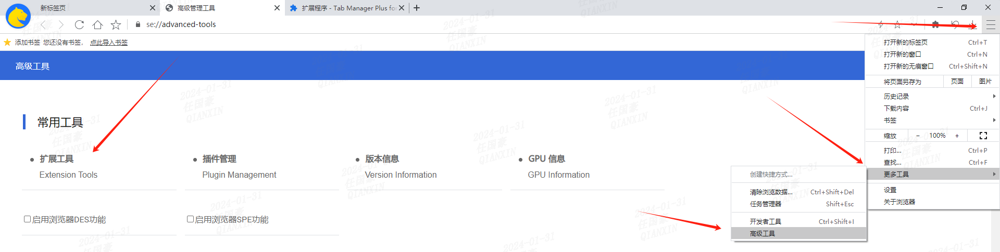 新标签页
高级管理工具
扩展程序 - Tab Manager Plus for
se://advanced-tools
添加书签 您还没有书签， 点此导入书签
高级工具
常用工具
扩展工具
Extension Tools
插件管理
Plugin Management
版本信息
Version Information
GPU 信息
GPU Information
启用浏览器DES功能
启用浏览器SPE功能
打开新的标签页 Ctrl+T
打开新的窗口 Ctrl+N
打开新的无痕窗口 Ctrl+Shift+N
将页面另存为 页面 图片
历史记录
下载内容 Ctrl+J
书签
缩放 − 100% +
打印... Ctrl+P
查找... Ctrl+F
更多工具
设置
关于浏览器
创建快捷方式...
清除浏览数据... Ctrl+Shift+Del
任务管理器 Shift+Esc
开发者工具 Ctrl+Shift+I
高级工具
2024-01-31
任国豪
QIANXIN